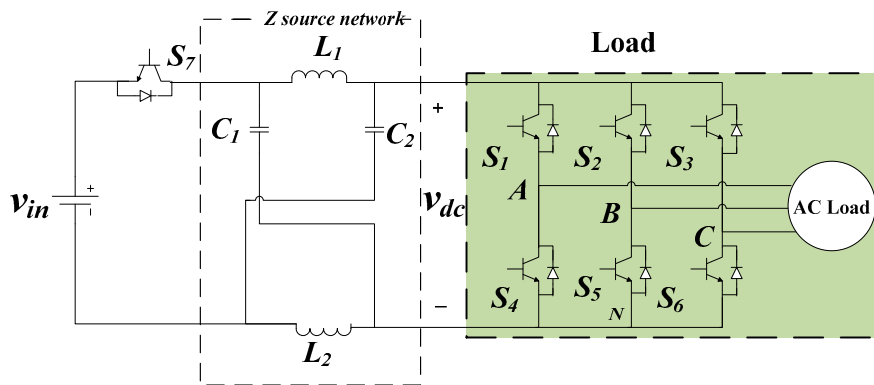 Z source network
Load
S7
L1
+
C1
C2
S1
S2
S3
vin
+
-
vdc
A
B
C
AC Load
S4
S5
S6
N
−
L2